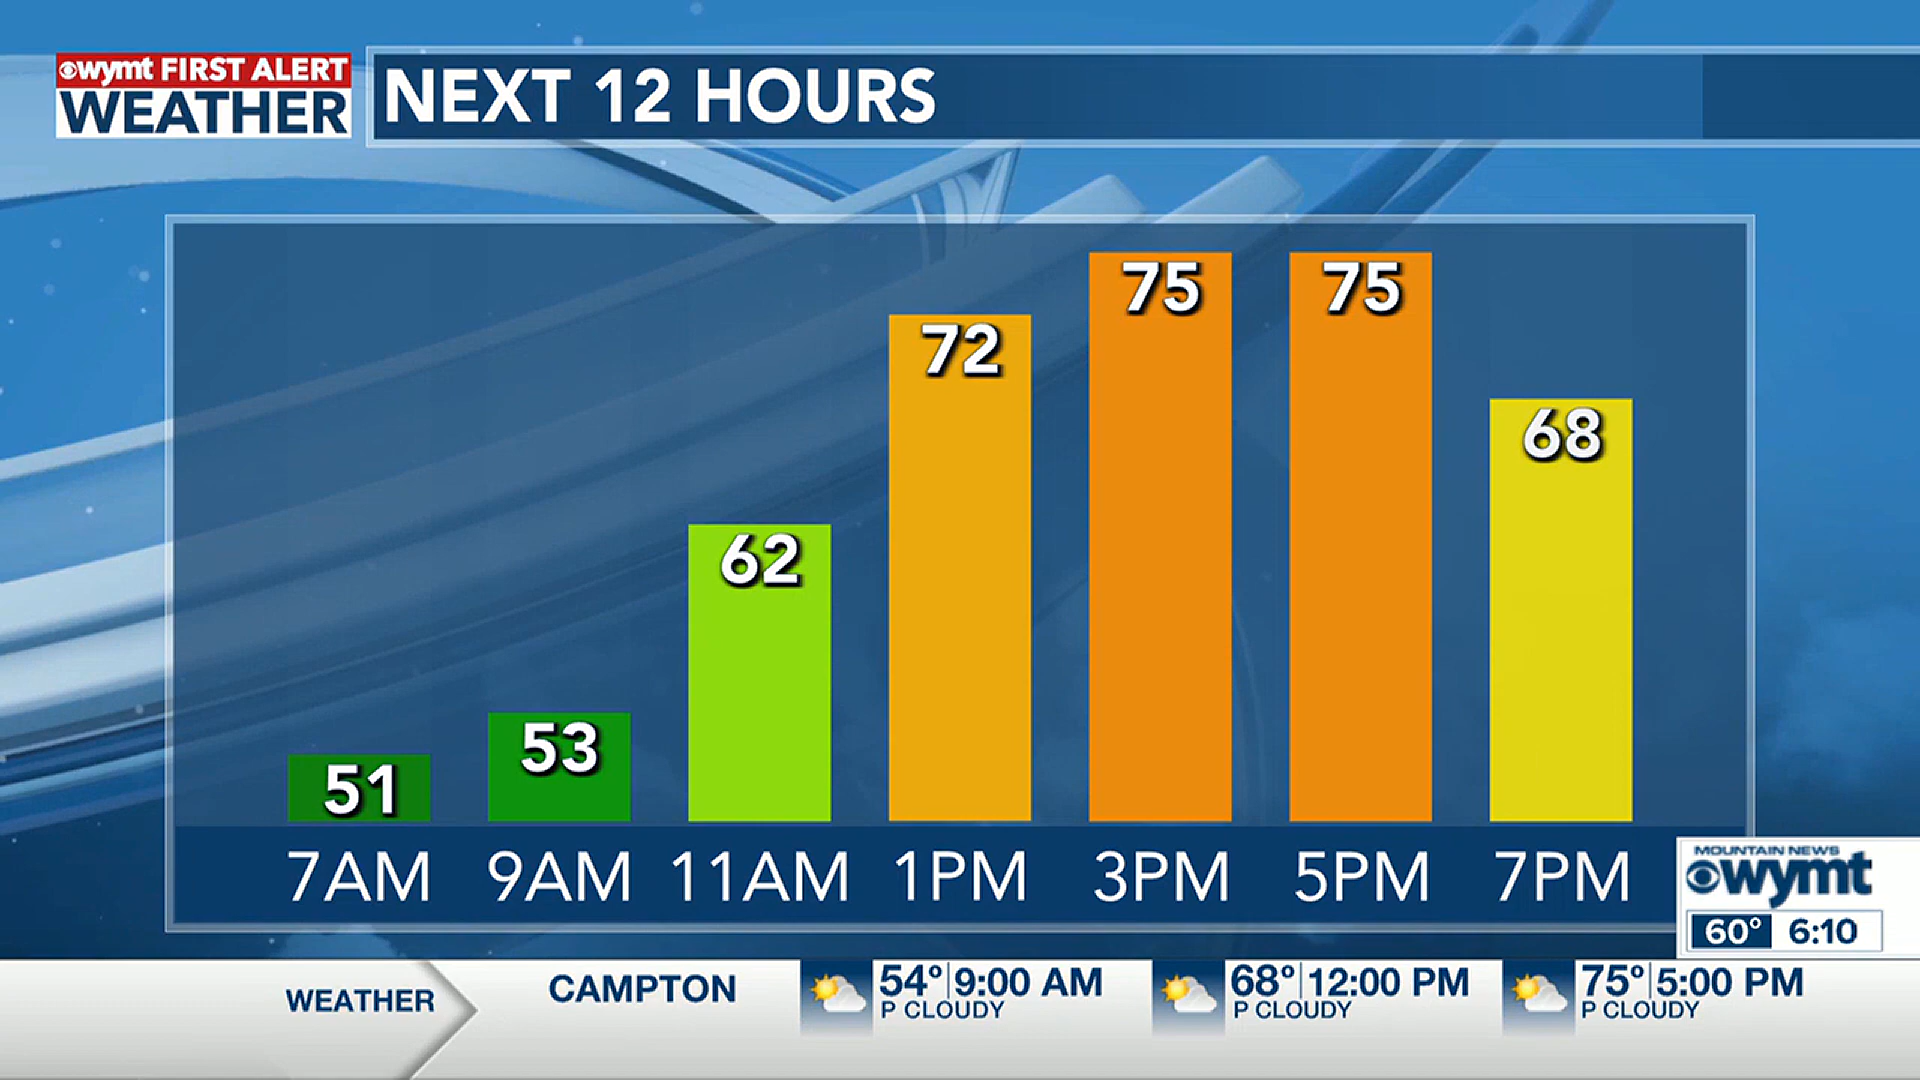 wymt FIRST ALERT
WEATHER
NEXT 12 HOURS
51
53
62
72
75
75
68
7AM 9AM 11AM 1PM 3PM 5PM 7PM
MOUNTAIN NEWS
wymt
60° 6:10
WEATHER
CAMPTON
54°|9:00 AM
P CLOUDY
68°|12:00 PM
P CLOUDY
75°|5:00 PM
P CLOUDY